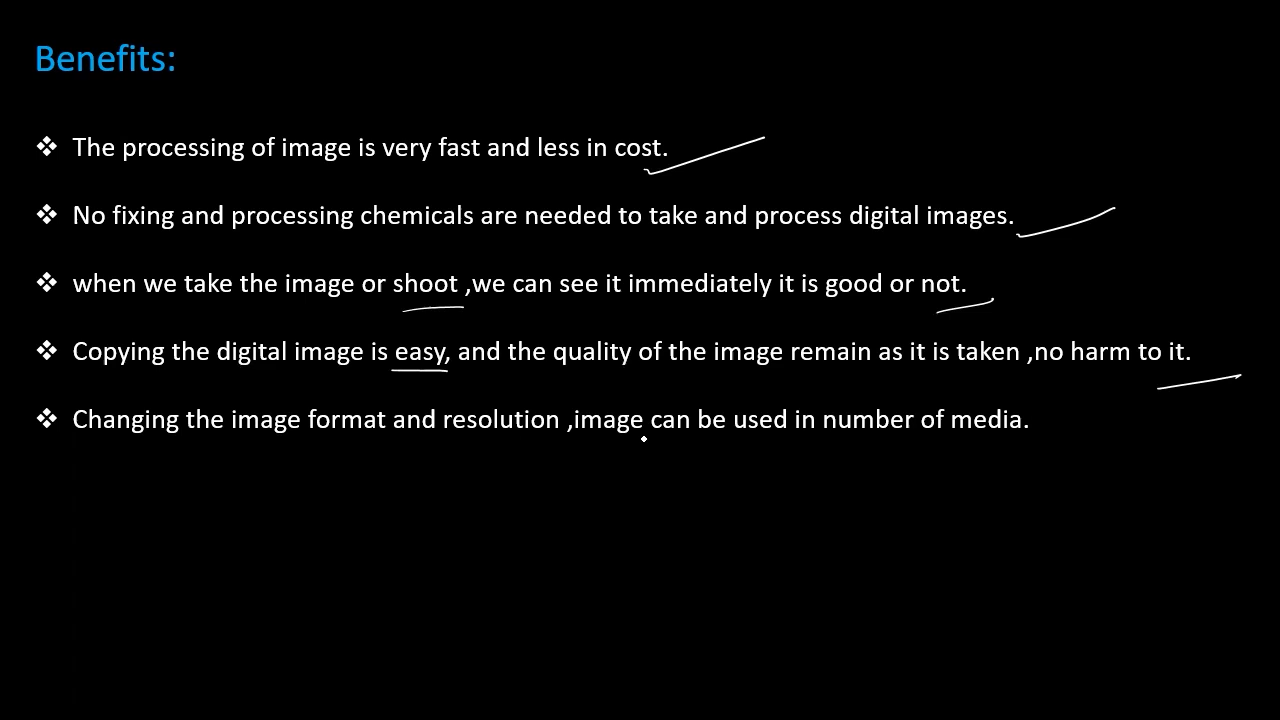 Benefits:
❖ The processing of image is very fast and less in cost.
❖ No fixing and processing chemicals are needed to take and process digital images.
❖ when we take the image or shoot ,we can see it immediately it is good or not.
❖ Copying the digital image is easy, and the quality of the image remain as it is taken ,no harm to it.
❖ Changing the image format and resolution ,image can be used in number of media.